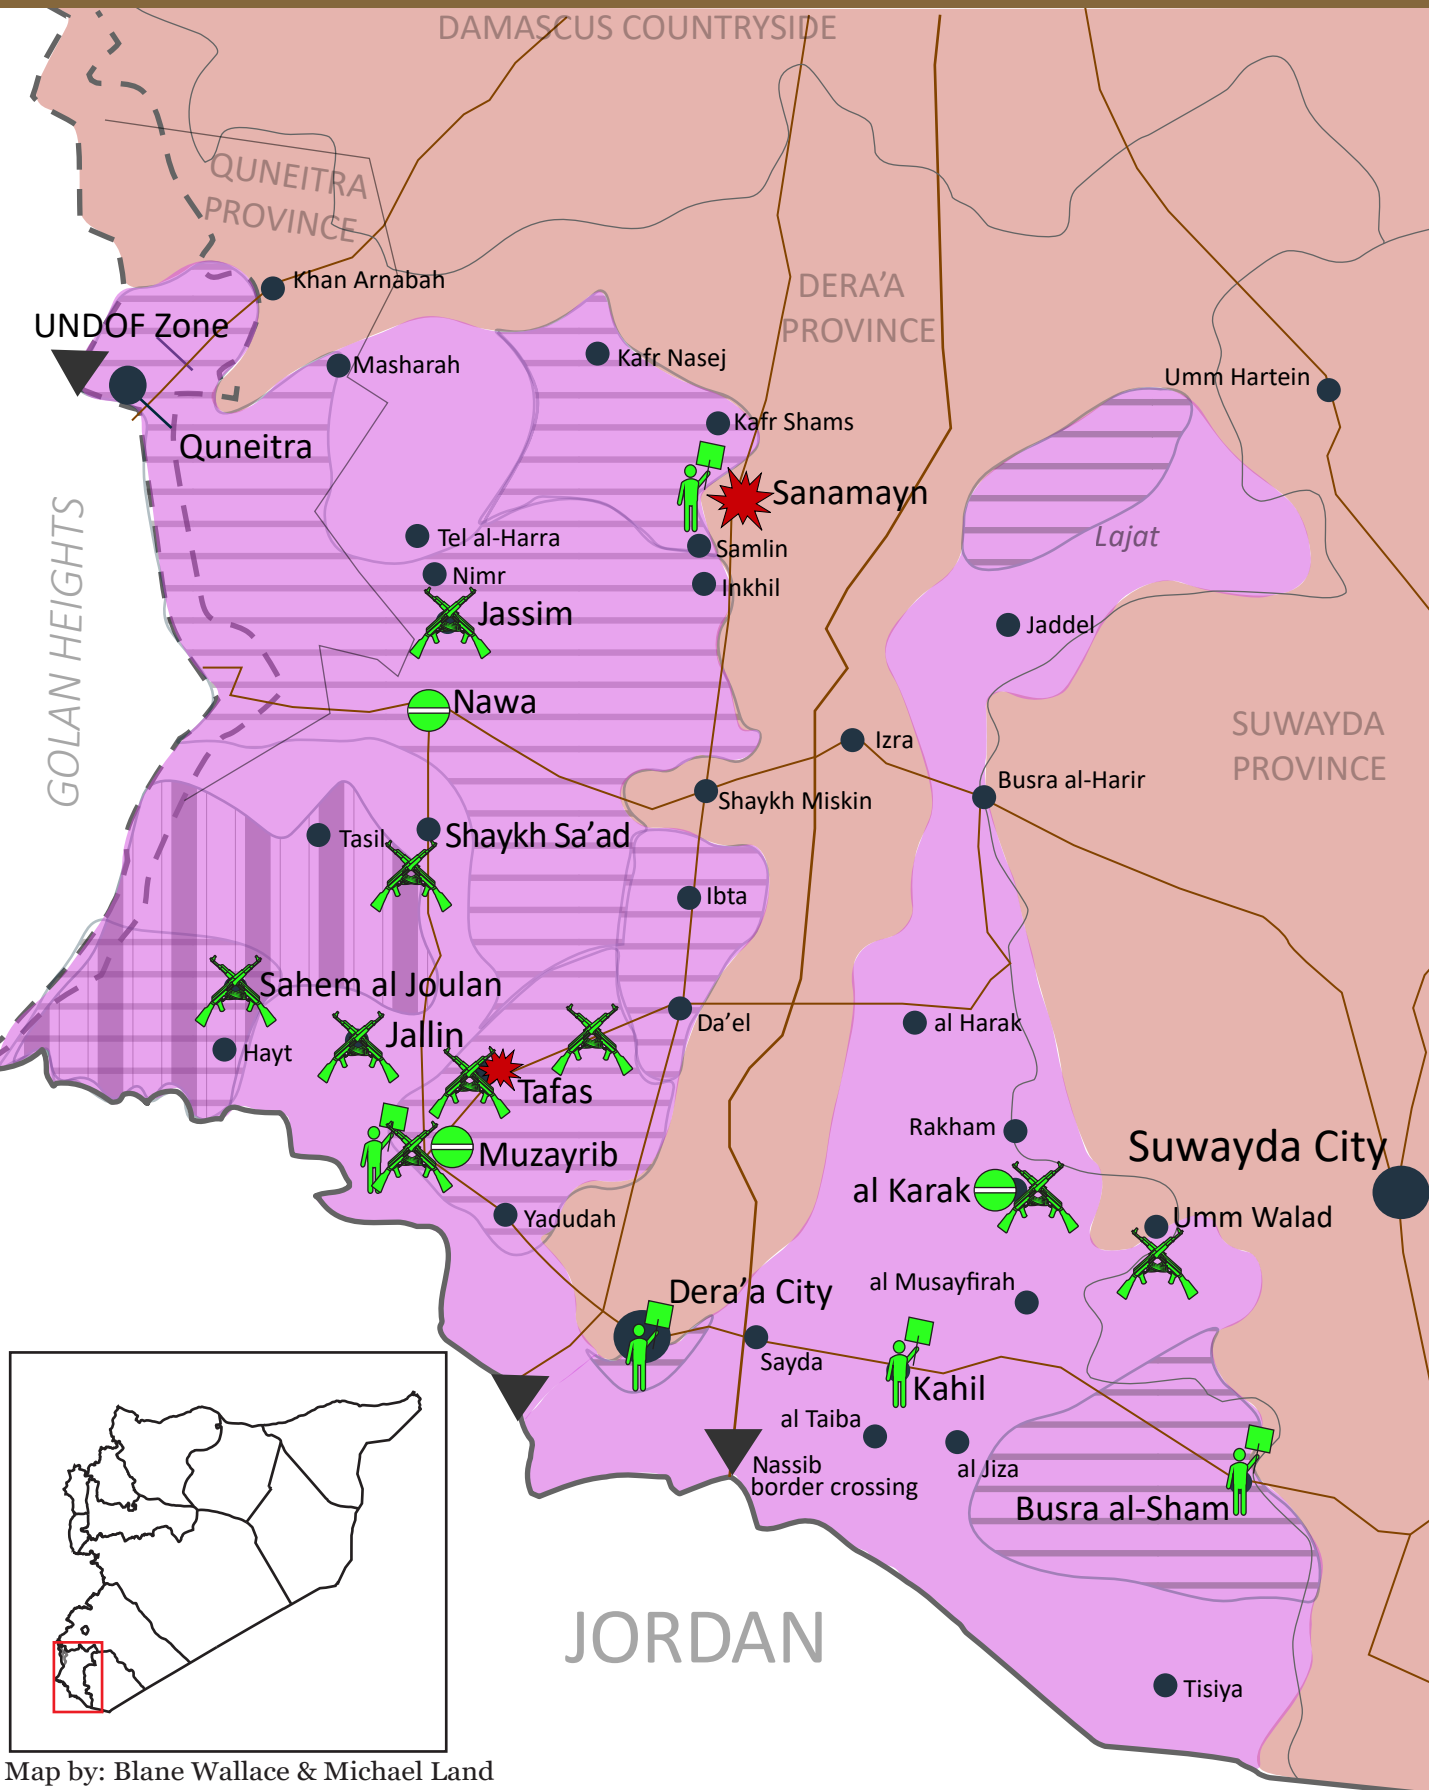 DAMASCUS COUNTRYSIDE
QUNEITRA
PROVINCE
Khan Arnabah
DERA'A
PROVINCE
UNDOF Zone
Masharah
Kafr Nasej
Umm Hartein
Kafr Shams
Quneitra
Sanamayn
Lajat
Tel al-Harra
Samlin
Nimr
Inkhil
Jassim
Jaddel
GOLAN HEIGHTS
Nawa
SUWAYDA
PROVINCE
Izra
Busra al-Harir
Shaykh Miskin
Tasil
Shaykh Sa'ad
Ibta
Sahem al Joulan
Da'el
al Harak
Jallin
Hayt
Tafas
Rakham
Suwayda City
Muzayrib
al Karak
Yadudah
Umm Walad
al Musayfirah
Dera'a City
Sayda
Kahil
al Taiba
al Jiza
Nassib
border crossing
Busra al-Sham
JORDAN
Tisiya
Map by: Blane Wallace & Michael Land